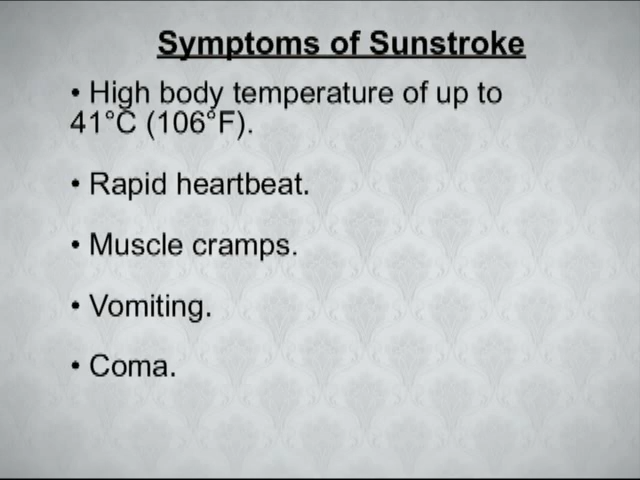 Symptoms of Sunstroke
• High body temperature of up to
41°C (106°F).
• Rapid heartbeat.
• Muscle cramps.
• Vomiting.
• Coma.